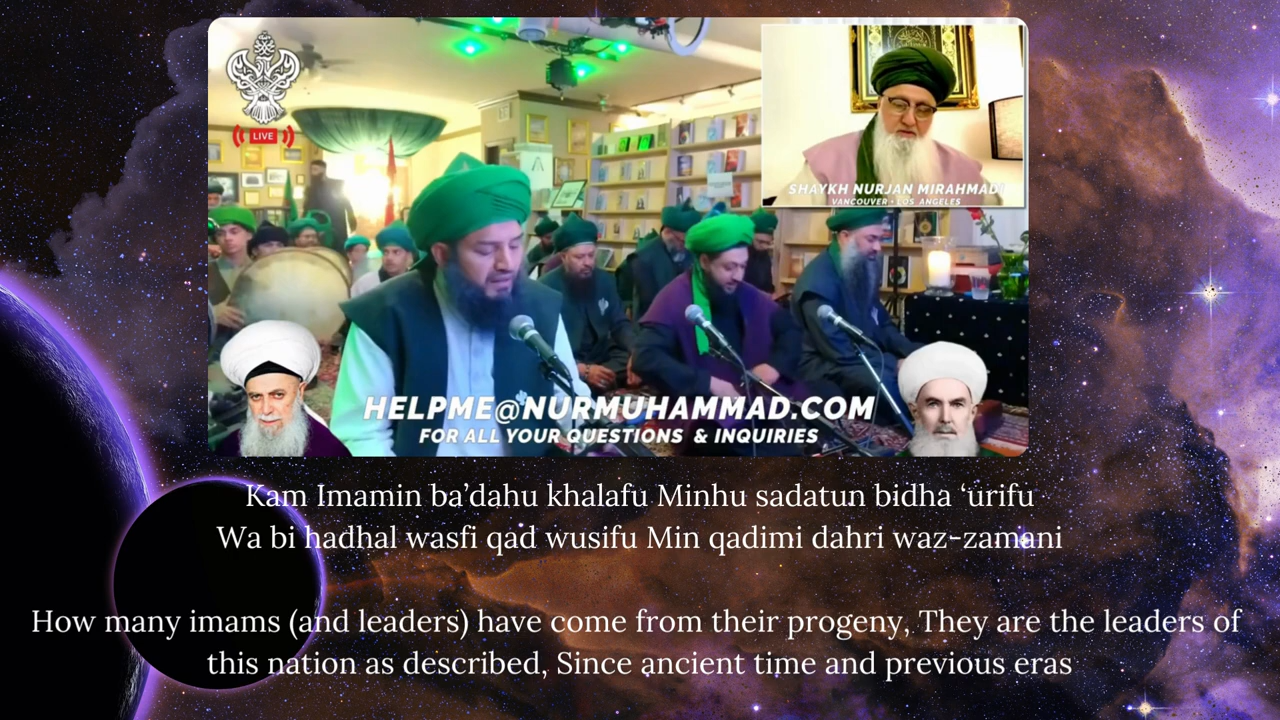 LIVE
SHAYKH NURJAN MIRAHMADI
VANCOUVER • LOS ANGELES
HELPME@NURMUHAMMAD.COM
FOR ALL YOUR QUESTIONS & INQUIRIES
Kam Imamin ba’dahu khalafu Minhu sadatun bidha ‘urifu
Wa bi hadhal wasfi qad wusifu Min qadimi dahri waz-zamani
How many imams (and leaders) have come from their progeny, They are the leaders of
this nation as described, Since ancient time and previous eras